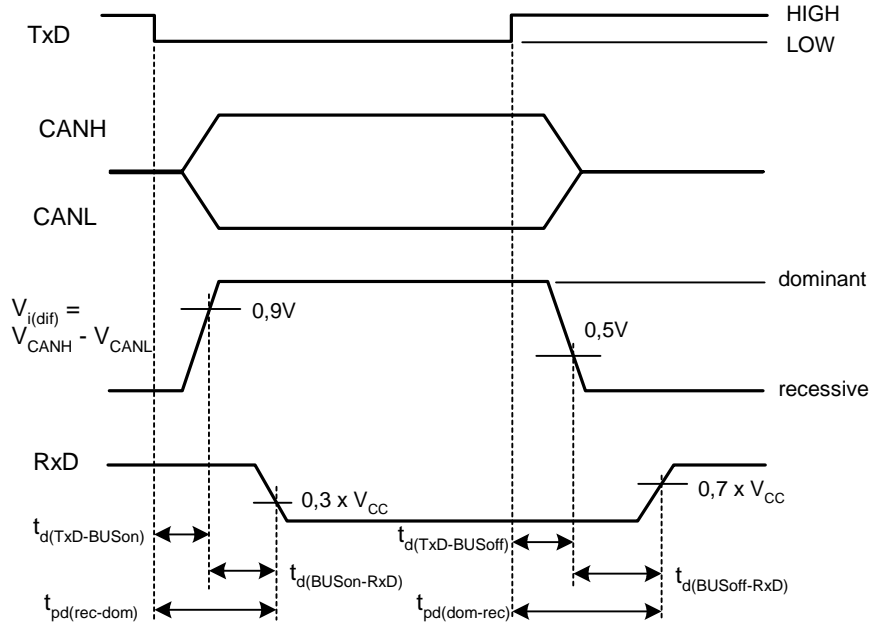 TxD
HIGH
LOW
CANH
CANL
V_i(dif) =
V_CANH - V_CANL
0,9V
0,5V
dominant
recessive
RxD
0,3 x V_CC
0,7 x V_CC
t_d(TxD-BUSon)
t_d(TxD-BUSoff)
t_d(BUSon-RxD)
t_d(BUSoff-RxD)
t_pd(rec-dom)
t_pd(dom-rec)